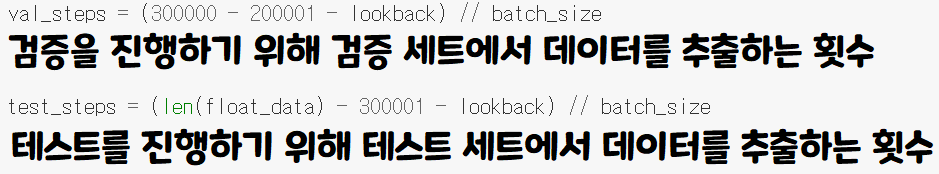 val_steps = (300000 - 200001 - lookback) // batch_size
검증을 진행하기 위해 검증 세트에서 데이터를 추출하는 횟수
test_steps = (len(float_data) - 300001 - lookback) // batch_size
테스트를 진행하기 위해 테스트 세트에서 데이터를 추출하는 횟수